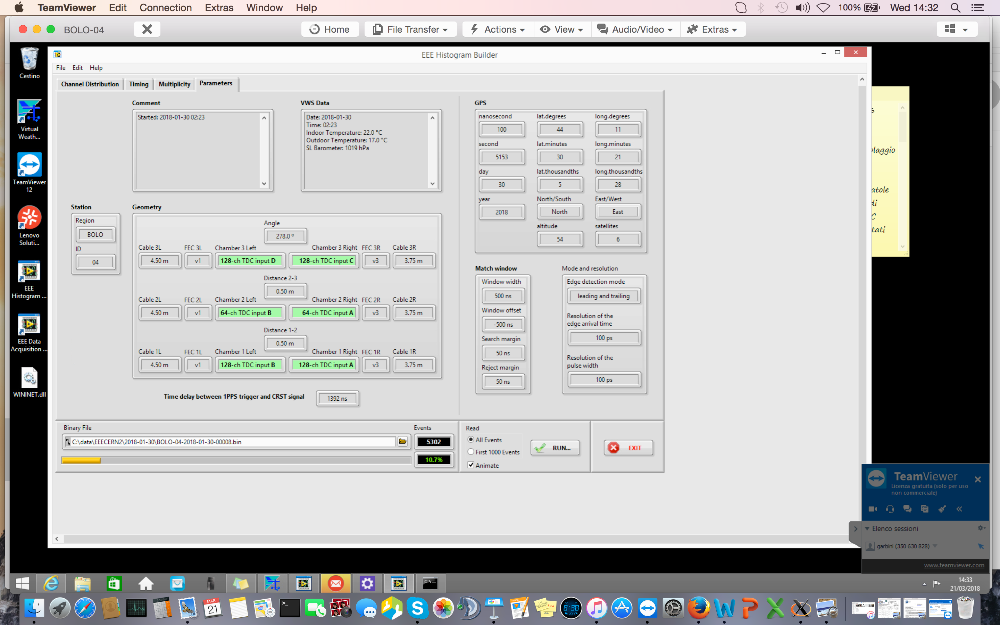 TeamViewer Edit Connection Extras Window Help 100% Wed 14:32
BOLO-04 Home File Transfer Actions View Audio/Video Extras
EEE Histogram Builder
File Edit Help
Channel Distribution Timing Multiplicity Parameters
Cestino
Virtual
Weath...
TeamViewer
12
Lenovo
Soluti...
EEE
Histogram ...
EEE Data
Acquisition ...
WININET.dll
Comment
Started: 2018-01-30 02:23
VWS Data
Date: 2018-01-30
Time: 02:23
Indoor Temperature: 22.0 °C
Outdoor Temperature: 17.0 °C
SL Barometer: 1019 hPa
Station
Region
BOLO
ID
04
Geometry
Angle
278.0 º
Cable 3L FEC 3L Chamber 3 Left Chamber 3 Right FEC 3R Cable 3R
4.50 m v1 128-ch TDC input D 128-ch TDC input C v3 3.75 m
Distance 2-3
0.50 m
Cable 2L FEC 2L Chamber 2 Left Chamber 2 Right FEC 2R Cable 2R
4.50 m v1 64-ch TDC input B 64-ch TDC input A v3 3.75 m
Distance 1-2
0.50 m
Cable 1L FEC 1L Chamber 1 Left Chamber 1 Right FEC 1R Cable 1R
4.50 m v1 128-ch TDC input B 128-ch TDC input A v3 3.75 m
Time delay between 1PPS trigger and CRST signal 1392 ns
GPS
nanosecond lat.degrees long.degrees
100 44 11
second lat.minutes long.minutes
5153 30 21
day lat.thousandths long.thousandths
30 5 28
year North/South East/West
2018 North East
altitude satellites
54 6
Match window
Window width
500 ns
Window offset
-500 ns
Search margin
50 ns
Reject margin
50 ns
Mode and resolution
Edge detection mode
leading and trailing
Resolution of the
edge arrival time
100 ps
Resolution of the
pulse width
100 ps
Binary File Events
C:\data\EEECERN2\2018-01-30\BOLO-04-2018-01-30-00008.bin 5302
10.7%
Read
All Events
First 1000 Events
Animate
RUN...
EXIT
laggio
atole
di
C
tati
TeamViewer
Licenza gratuita (solo per uso
non commerciale)
Elenco sessioni
garbini (350 630 828)
www.teamviewer.com
14:33
21/03/2018
MAR
21
8:30